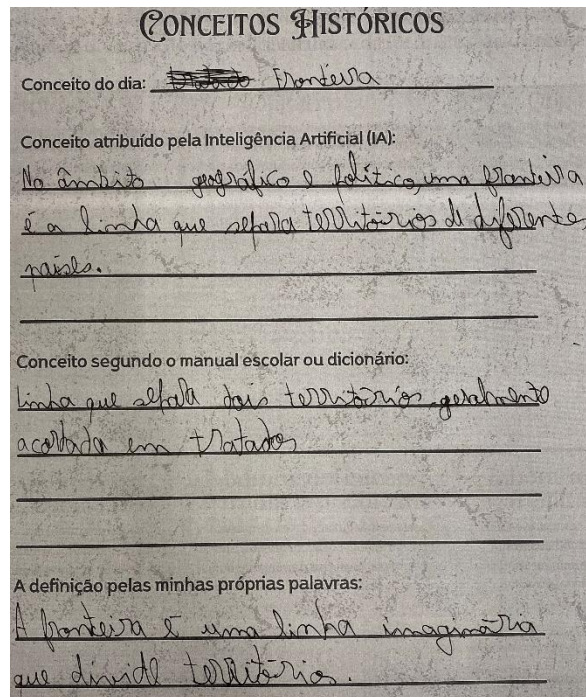 CONCEITOS HISTÓRICOS
Conceito do dia: Fronteira
Conceito atribuído pela Inteligência Artificial (IA):
No âmbito geográfico e político uma fronteira
é a linha que separa territórios de diferentes
países.
Conceito segundo o manual escolar ou dicionário:
Linha que separa dois territórios geralmente
acordada em tratados
A definição pelas minhas próprias palavras:
A fronteira é uma linha imaginária
que divide territórios.